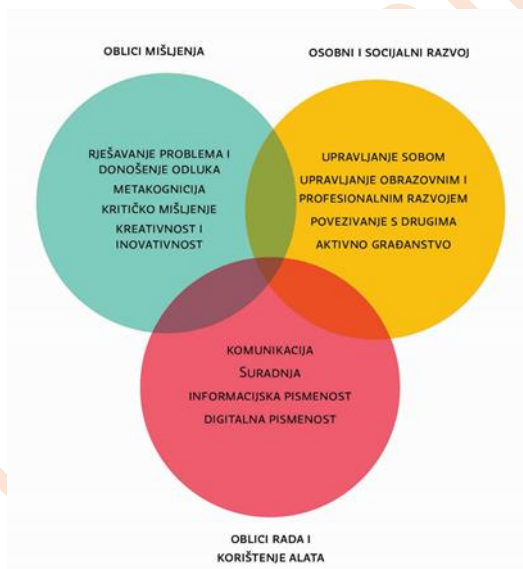 OBLICI MIŠLJENJA
OSOBNI I SOCIJALNI RAZVOJ
RJEŠAVANJE PROBLEMA I
DONOŠENJE ODLUKA
METAKOGNICIJA
KRITIČKO MIŠLJENJE
KREATIVNOST I
INOVATIVNOST
UPRAVLJANJE SOBOM
UPRAVLJANJE OBRAZOVNIM I
PROFESIONALNIM RAZVOJEM
POVEZIVANJE S DRUGIMA
AKTIVNO GRAĐANSTVO
KOMUNIKACIJA
SURADNJA
INFORMACIJSKA PISMENOST
DIGITALNA PISMENOST
OBLICI RADA I
KORIŠTENJE ALATA